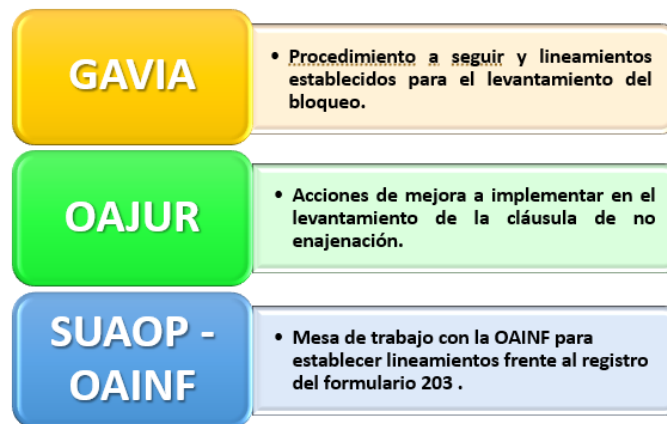 GAVIA
• Procedimiento a seguir y lineamientos
establecidos para el levantamiento del
bloqueo.
OAJUR
• Acciones de mejora a implementar en el
levantamiento de la cláusula de no
enajenación.
SUAOP -
OAINF
• Mesa de trabajo con la OAINF para
establecer lineamientos frente al registro
del formulario 203 .